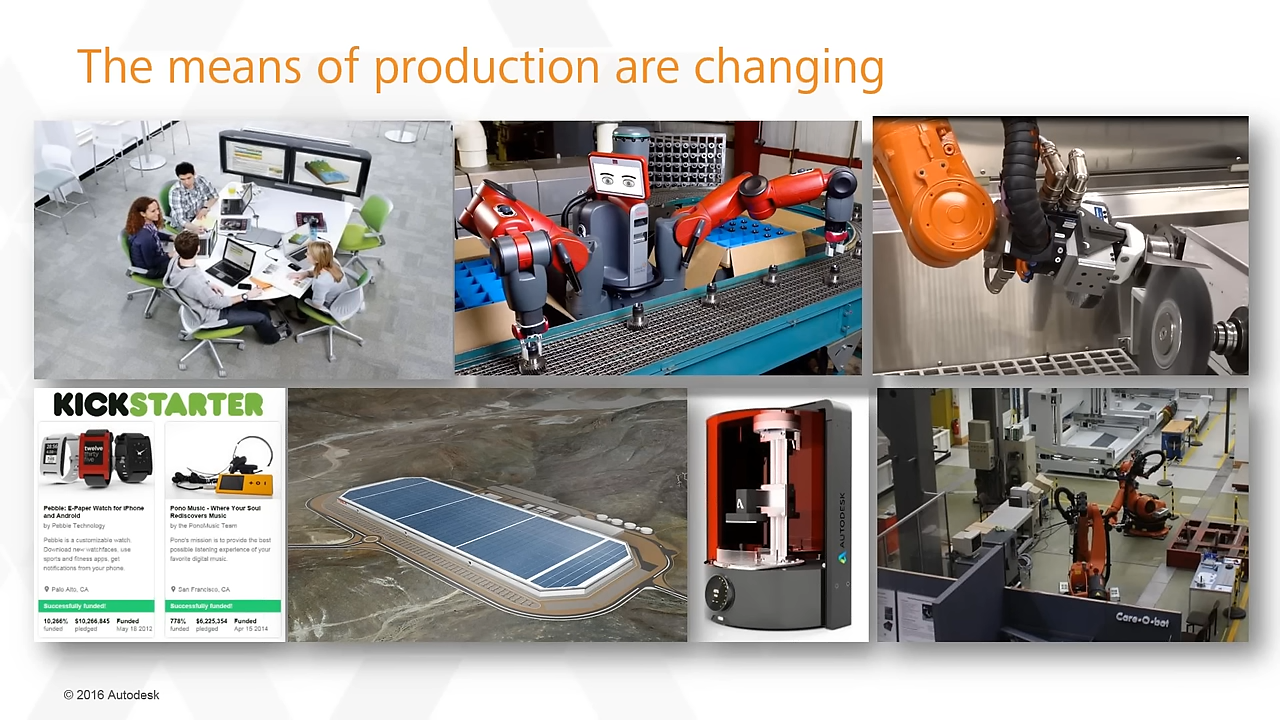 The means of production are changing
KICKSTARTER
twelve
thirty
five
Pebble: E-Paper Watch for iPhone
and Android
by Pebble Technology
Pebble is a customizable watch.
Download new watchfaces, use
sports and fitness apps, get
notifications from your phone.
Palo Alto, CA
Successfully funded!
10,266% $10,266,845 Funded
funded pledged May 18 2012
Pono Music - Where Your Soul
Rediscovers Music
by the PonoMusic Team
Pono's mission is to provide the best
possible listening experience of your
favorite digital music.
San Francisco, CA
Successfully funded!
778% $6,225,354 Funded
funded pledged Apr 15 2014
AUTODESK
Care-O-bot
© 2016 Autodesk